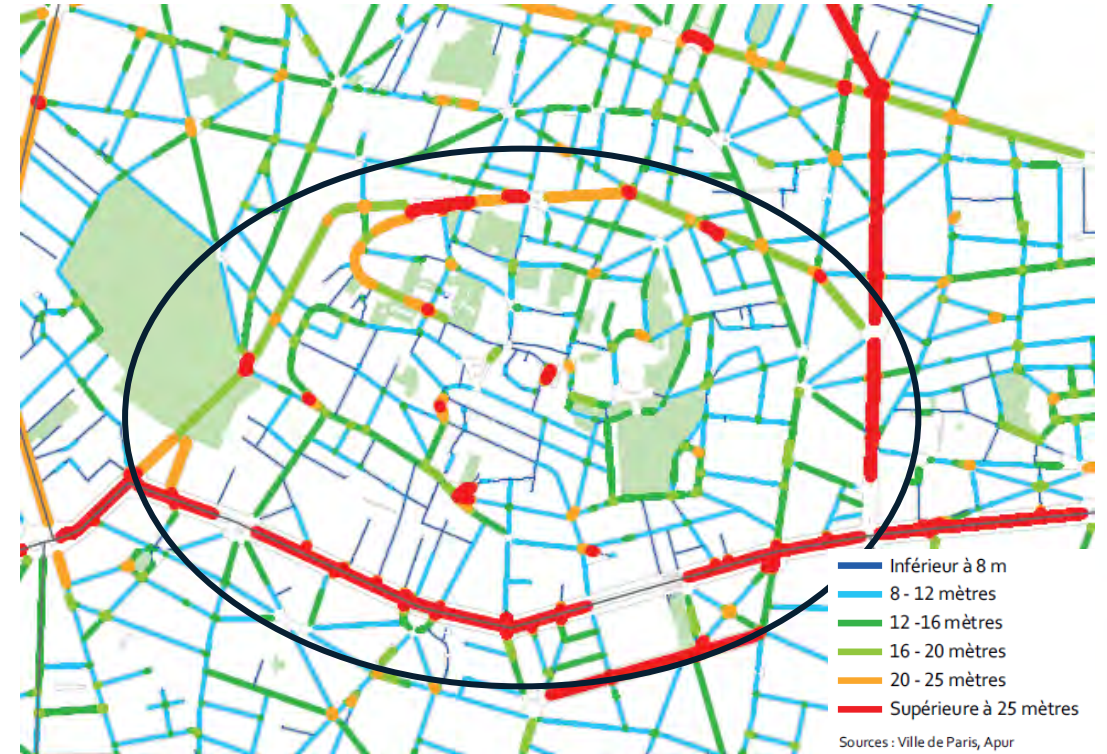 Inférieur à 8 m
8 - 12 mètres
12 -16 mètres
16 - 20 mètres
20 - 25 mètres
Supérieure à 25 mètres
Sources : Ville de Paris, Apur